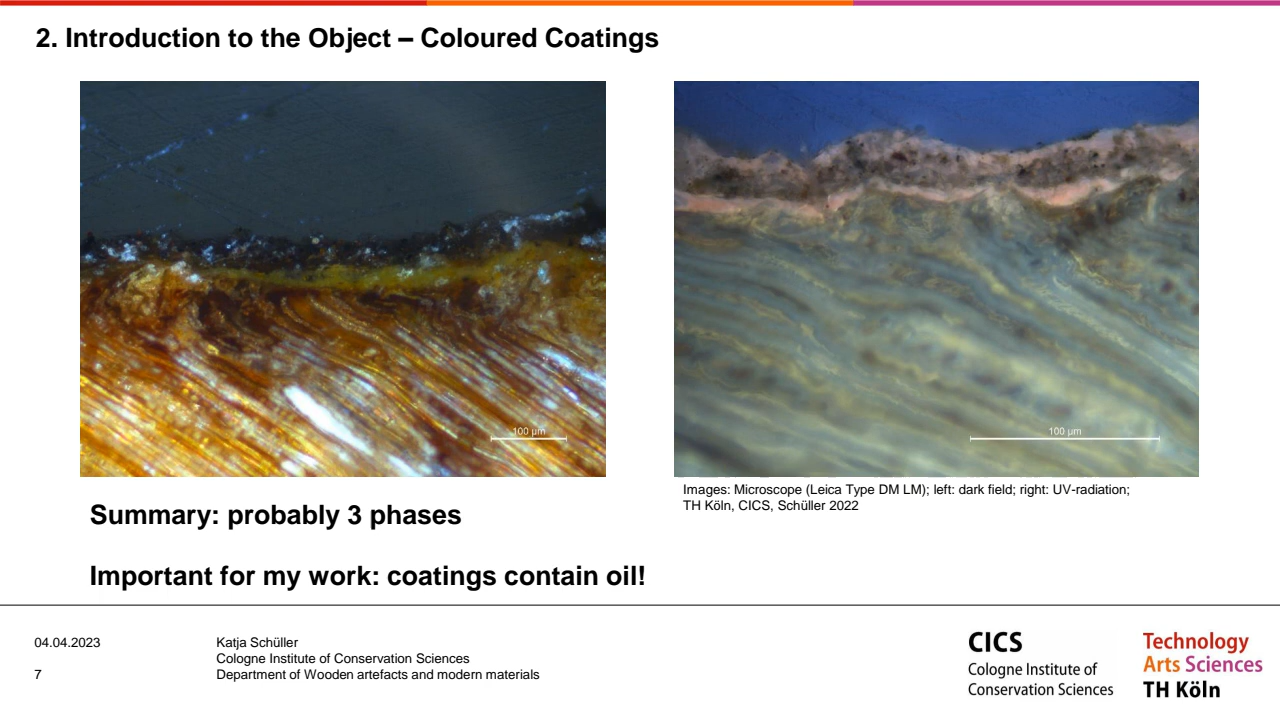 2. Introduction to the Object – Coloured Coatings
100 µm
100 µm
Images: Microscope (Leica Type DM LM); left: dark field; right: UV-radiation;
TH Köln, CICS, Schüller 2022
Summary: probably 3 phases
Important for my work: coatings contain oil!
04.04.2023
Katja Schüller
Cologne Institute of Conservation Sciences
7
Department of Wooden artefacts and modern materials
CICS
Cologne Institute of
Conservation Sciences
Technology
Arts Sciences
TH Köln